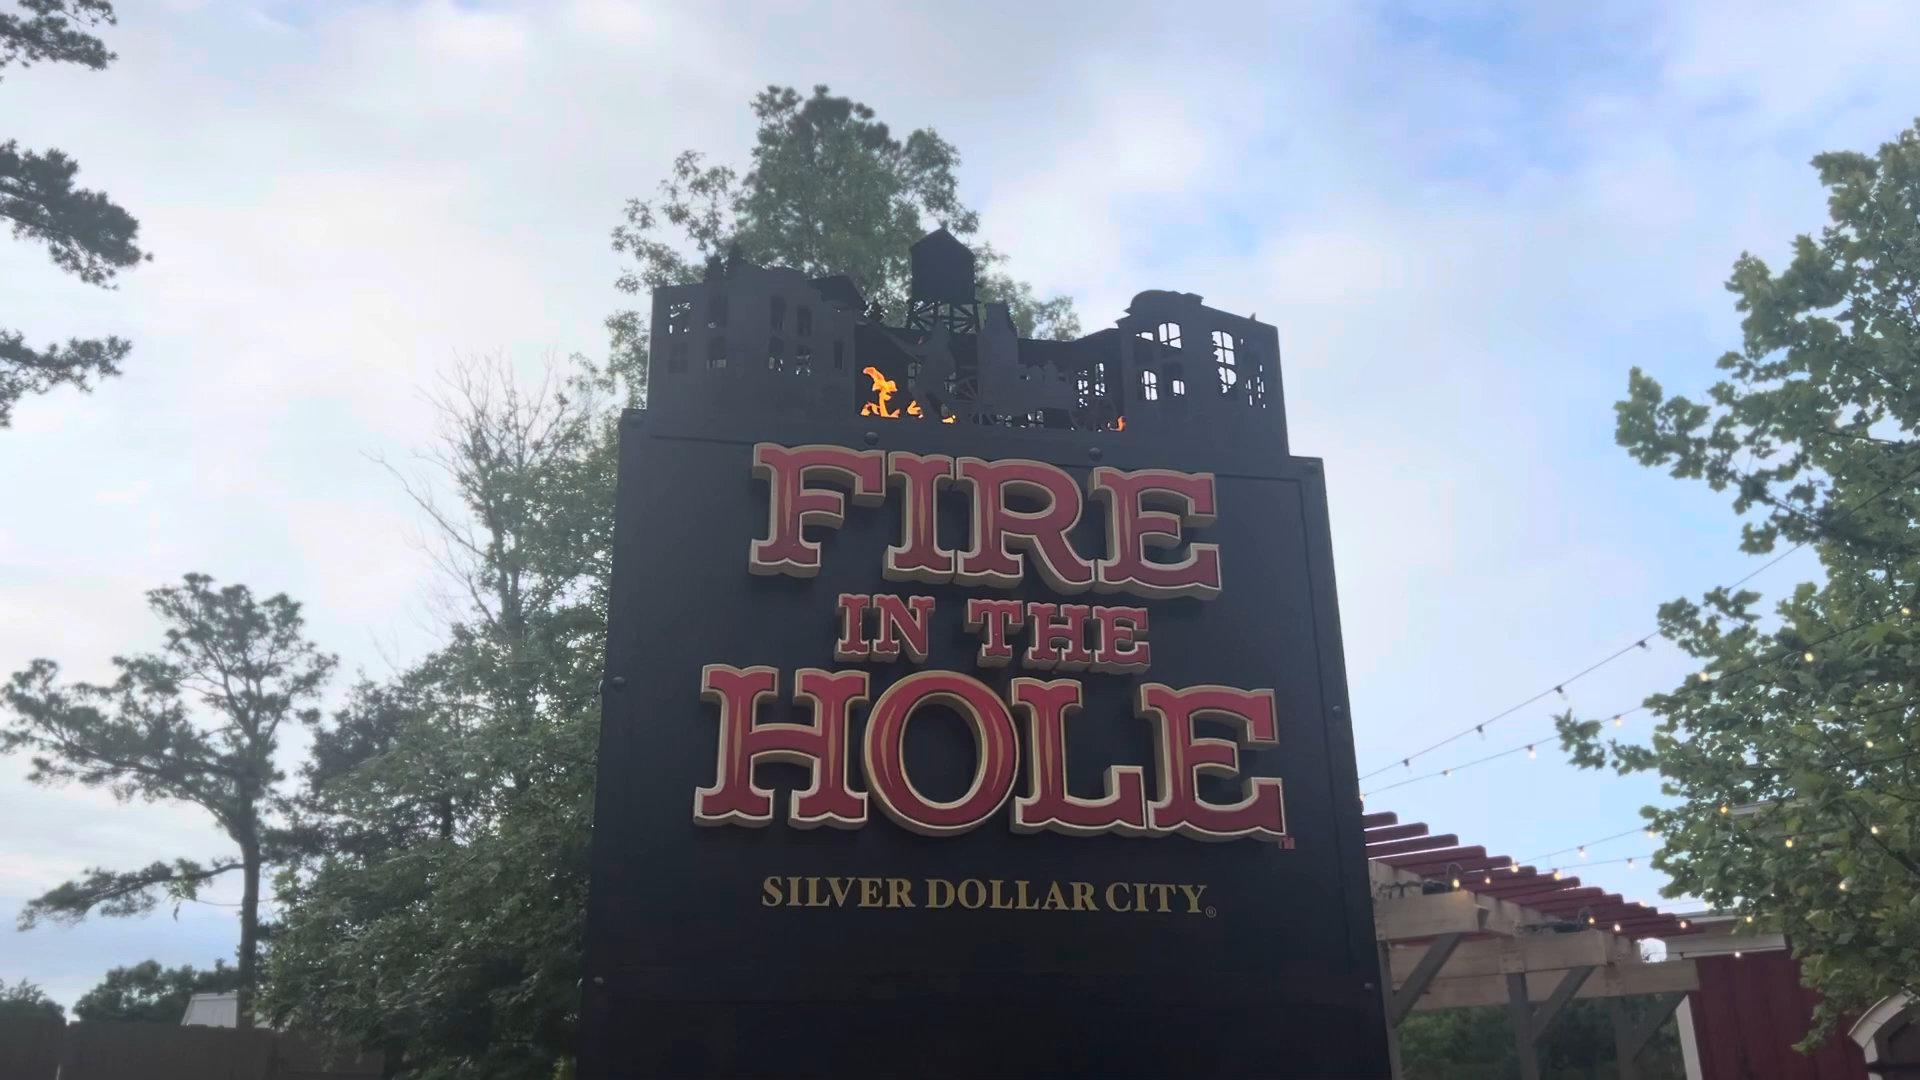 FIRE
IN THE
HOLE
SILVER DOLLAR CITY®